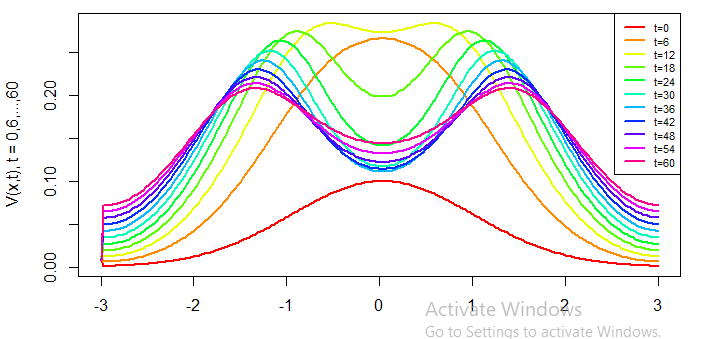 V(x,t), t = 0,6,...,60
0.00
0.10
0.20
-3
-2
-1
0
1
2
3
t=0
t=6
t=12
t=18
t=24
t=30
t=36
t=42
t=48
t=54
t=60
Activate Windows
Go to Settings to activate Windows.